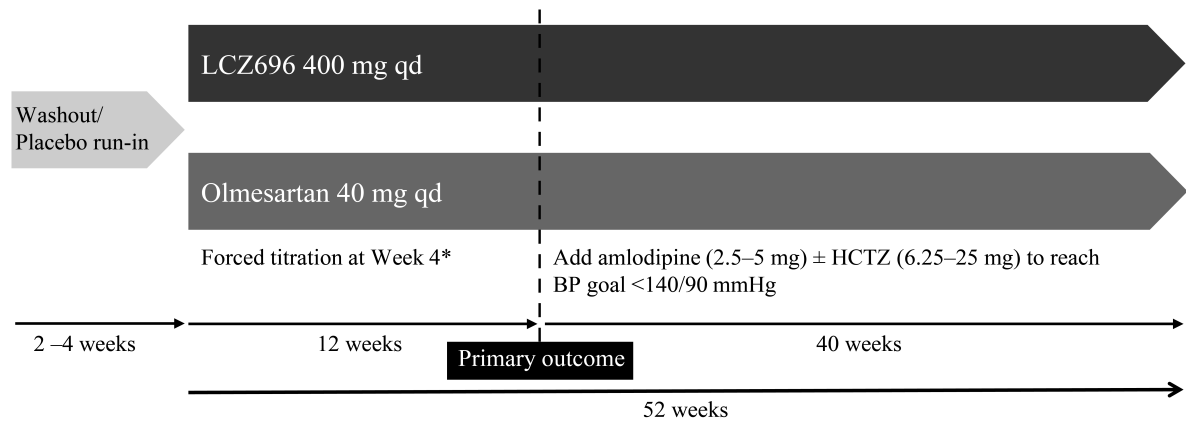 LCZ696 400 mg qd
Washout/
Placebo run-in
Olmesartan 40 mg qd
Forced titration at Week 4*
Add amlodipine (2.5–5 mg) ± HCTZ (6.25–25 mg) to reach
BP goal <140/90 mmHg
2 –4 weeks
12 weeks
40 weeks
Primary outcome
52 weeks